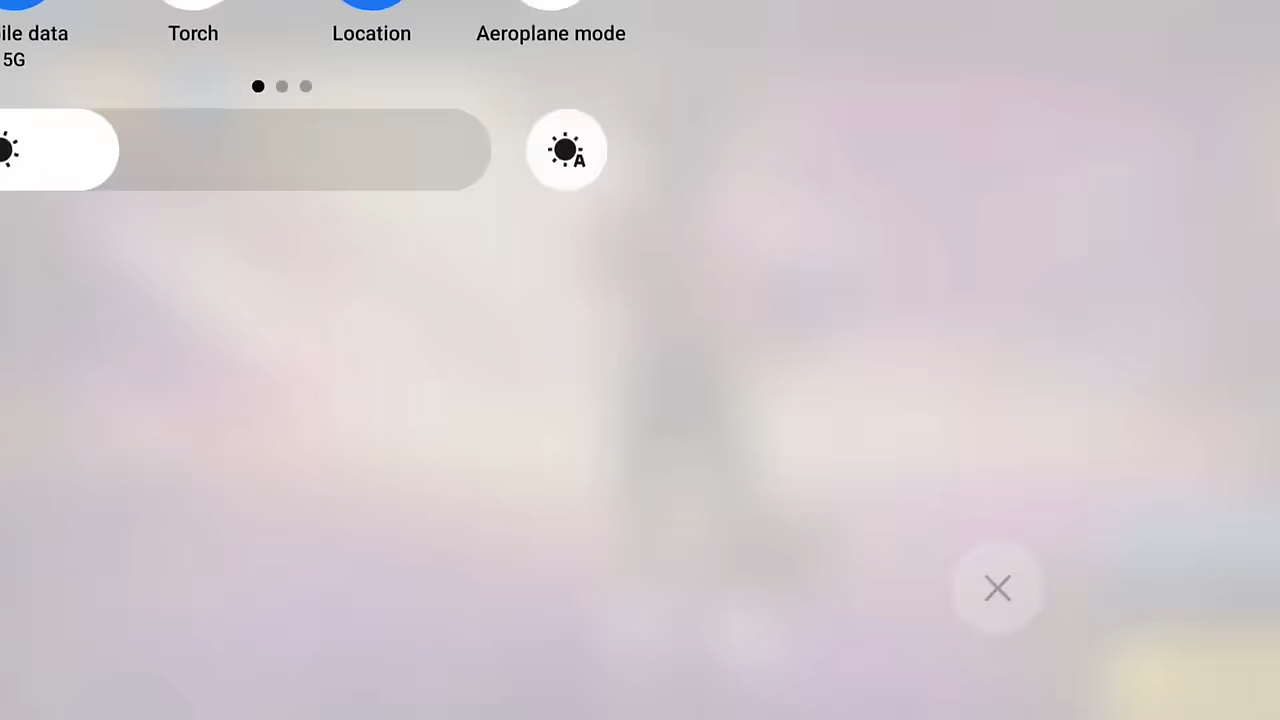 ile data
Torch
Location
Aeroplane mode
5G
A